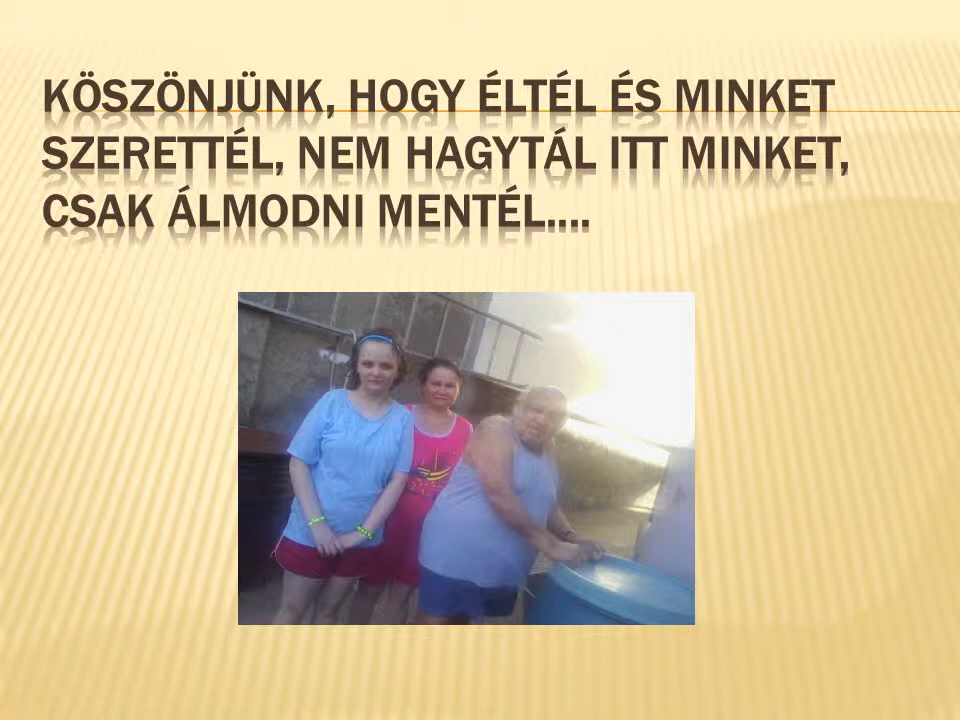 KÖSZÖNJÜNK, HOGY ÉLTÉL ÉS MINKET
SZERETTÉL, NEM HAGYTÁL ITT MINKET,
CSAK ÁLMODNI MENTÉL....